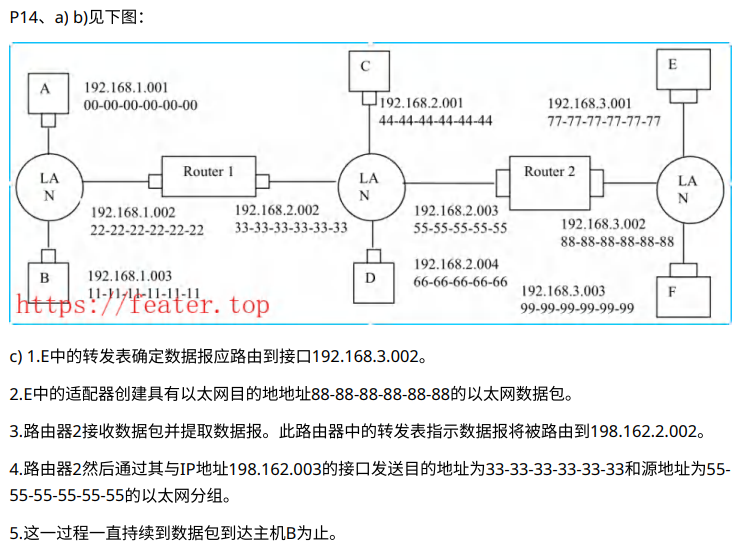 P14、a) b)见下图：
A
192.168.1.001
00-00-00-00-00-00
C
192.168.2.001
44-44-44-44-44-44
E
192.168.3.001
77-77-77-77-77-77
LA
N
Router 1
LA
N
Router 2
LA
N
192.168.1.002
22-22-22-22-22-22
192.168.2.002
33-33-33-33-33-33
192.168.2.003
55-55-55-55-55
192.168.3.002
88-88-88-88-88-88
B
192.168.1.003
11-11-11-11-11-11
D
192.168.2.004
66-66-66-66-66
192.168.3.003
99-99-99-99-99-99
F
https://feater.top
c) 1.E中的转发表确定数据报应路由到接口192.168.3.002。
2.E中的适配器创建具有以太网目的地地址88-88-88-88-88-88的以太网数据包。
3.路由器2接收数据包并提取数据报。此路由器中的转发表指示数据报将被路由到198.162.2.002。
4.路由器2然后通过其与IP地址198.162.003的接口发送目的地址为33-33-33-33-33-33和源地址为55-
55-55-55-55-55的以太网分组。
5.这一过程一直持续到数据包到达主机B为止。